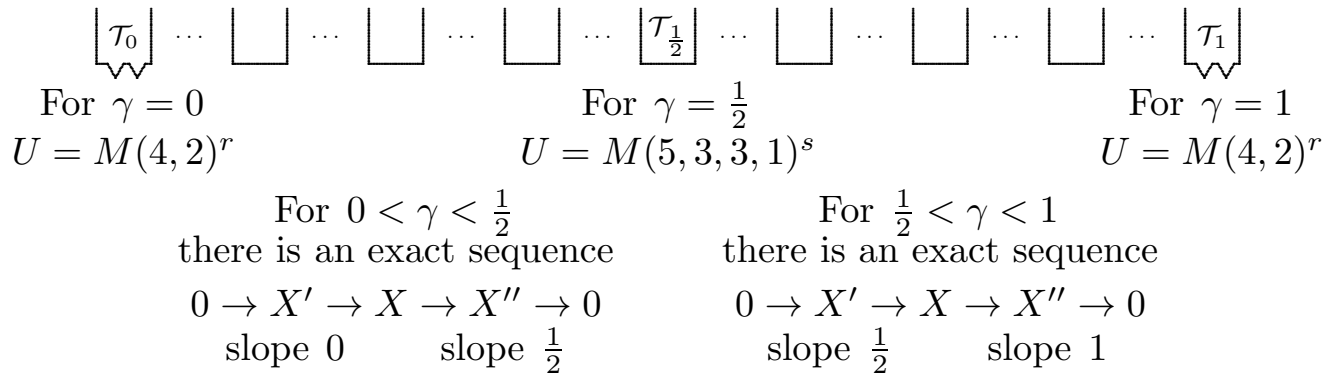 𝒯₀ ⋯ ⋯ ⋯ ⋯ 𝒯_{1/2} ⋯ ⋯ ⋯ ⋯ 𝒯₁
For γ = 0 For γ = 1/2 For γ = 1
U = M(4, 2)^r U = M(5, 3, 3, 1)^s U = M(4, 2)^r
For 0 < γ < 1/2 For 1/2 < γ < 1
there is an exact sequence there is an exact sequence
0 → X′ → X → X″ → 0 0 → X′ → X → X″ → 0
slope 0 slope 1/2 slope 1/2 slope 1